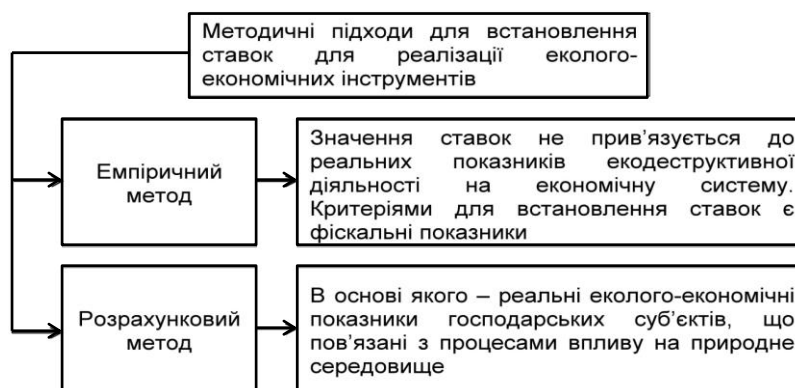 Методичні підходи для встановлення
ставок для реалізації еколого-
економічних інструментів
Емпіричний
метод
Значення ставок не прив’язується до
реальних показників екодеструктивної
діяльності на економічну систему.
Критеріями для встановлення ставок є
фіскальні показники
Розрахунковий
метод
В основі якого – реальні еколого-економічні
показники господарських суб’єктів, що
пов’язані з процесами впливу на природне
середовище